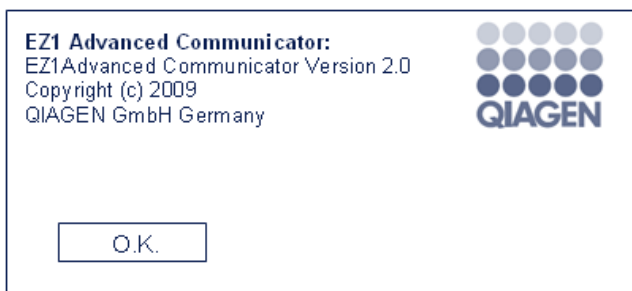 EZ1 Advanced Communicator:
EZ1Advanced Communicator Version 2.0
Copyright (c) 2009
QIAGEN GmbH Germany
QIAGEN
O.K.